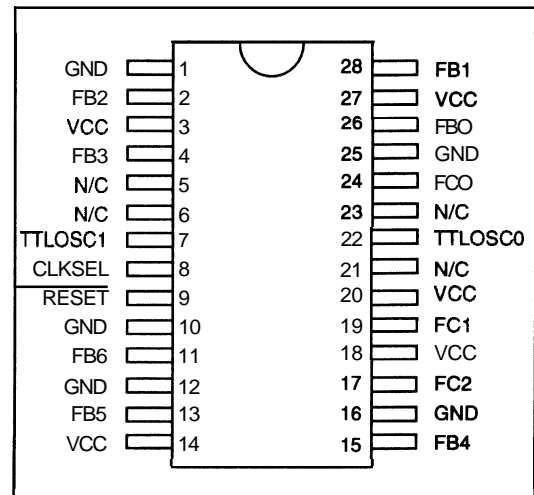 GND 1 28 FB1
FB2 2 27 VCC
VCC 3 26 FBO
FB3 4 25 GND
N/C 5 24 FCO
N/C 6 23 N/C
TTLOSC1 7 22 TTLOSC0
CLKSEL 8 21 N/C
RESET 9 20 VCC
GND 10 19 FC1
FB6 11 18 VCC
GND 12 17 FC2
FB5 13 16 GND
VCC 14 15 FB4